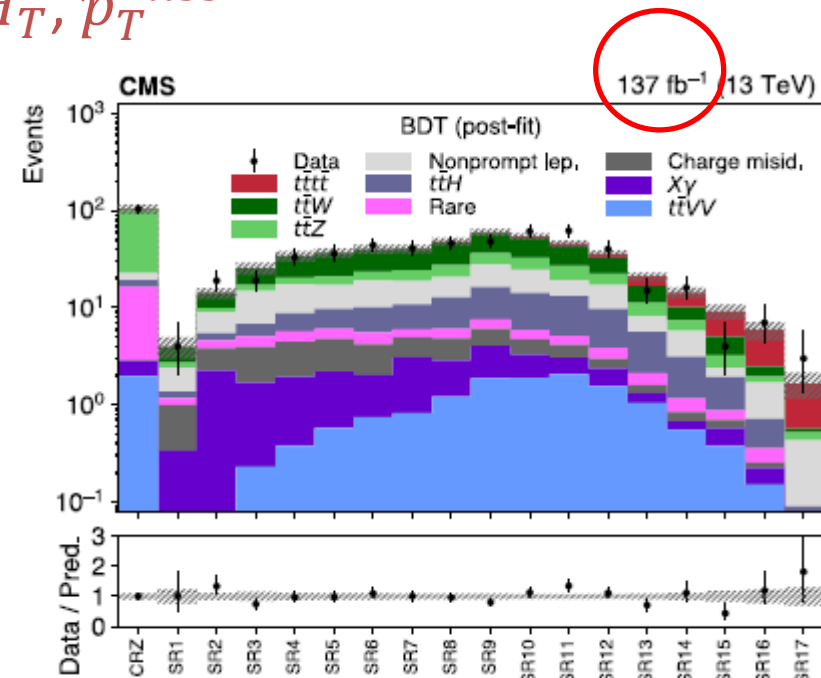 CMS 137 fb⁻¹ (13 TeV)
BDT (post-fit)
Data Nonprompt lep. Charge misid.
tt̄tt̄ tt̄H Xγ
tt̄W Rare tt̄VV
tt̄Z
Events
10³
10²
10¹
10⁰
10⁻¹
Data / Pred.
3
2
1
0
CRZ SR1 SR2 SR3 SR4 SR5 SR6 SR7 SR8 SR9 SR10 SR11 SR12 SR13 SR14 SR15 SR16 SR17